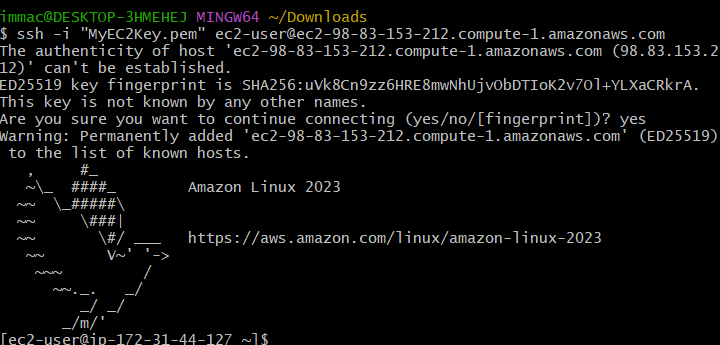 immac@DESKTOP-3HMEHEJ MINGW64 ~/Downloads
$ ssh -i "MyEC2Key.pem" ec2-user@ec2-98-83-153-212.compute-1.amazonaws.com
The authenticity of host 'ec2-98-83-153-212.compute-1.amazonaws.com (98.83.153.2
12)' can't be established.
ED25519 key fingerprint is SHA256:uVk8Cn9zz6HRE8mwNhUjvObDTIoK2v7Ol+YLXaCRkrA.
This key is not known by any other names.
Are you sure you want to continue connecting (yes/no/[fingerprint])? yes
Warning: Permanently added 'ec2-98-83-153-212.compute-1.amazonaws.com' (ED25519)
 to the list of known hosts.
   ,     #_
   ~\_  ####_        Amazon Linux 2023
  ~~  \_#####\
  ~~     \###|
  ~~       \#/ ___   https://aws.amazon.com/linux/amazon-linux-2023
   ~~       V~' '->
    ~~~         /
      ~~._.   _/
         _/ _/
       _/m/'
[ec2-user@ip-172-31-44-127 ~]$